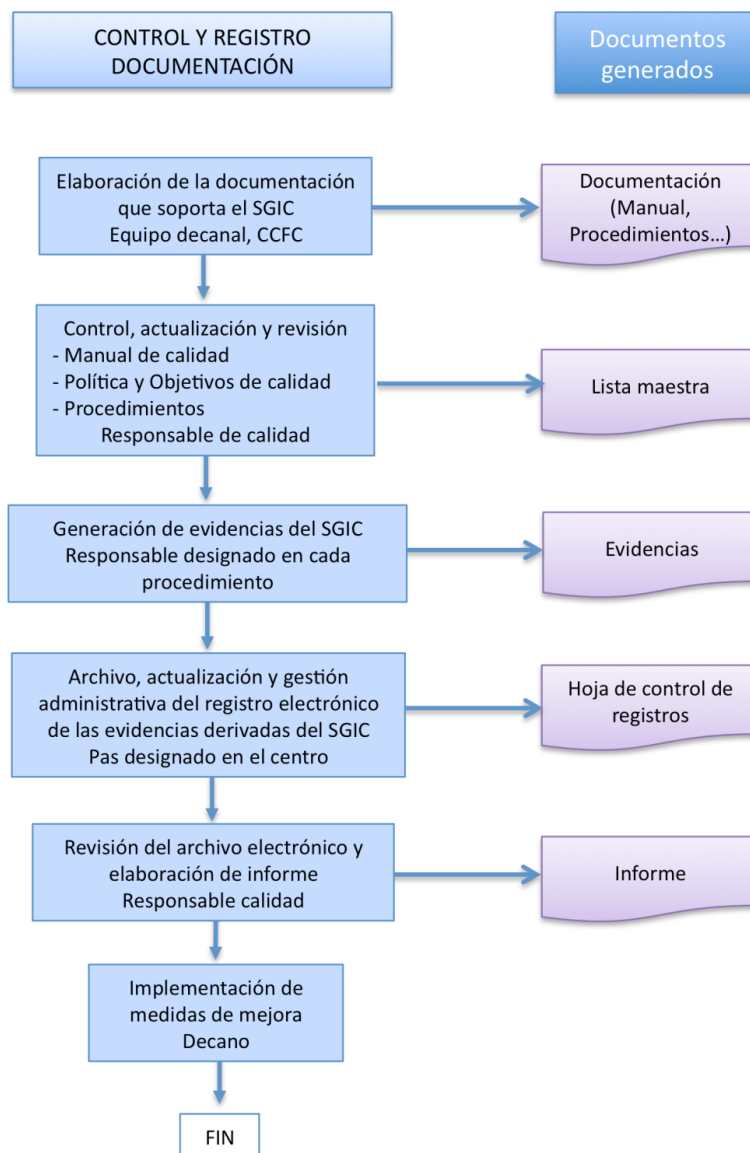 CONTROL Y REGISTRO
DOCUMENTACIÓN
Documentos
generados
Elaboración de la documentación
que soporta el SGIC
Equipo decanal, CCFC
Documentación
(Manual,
Procedimientos...)
Control, actualización y revisión
- Manual de calidad
- Política y Objetivos de calidad
- Procedimientos
Responsable de calidad
Lista maestra
Generación de evidencias del SGIC
Responsable designado en cada
procedimiento
Evidencias
Archivo, actualización y gestión
administrativa del registro electrónico
de las evidencias derivadas del SGIC
Pas designado en el centro
Hoja de control de
registros
Revisión del archivo electrónico y
elaboración de informe
Responsable calidad
Informe
Implementación de
medidas de mejora
Decano
FIN